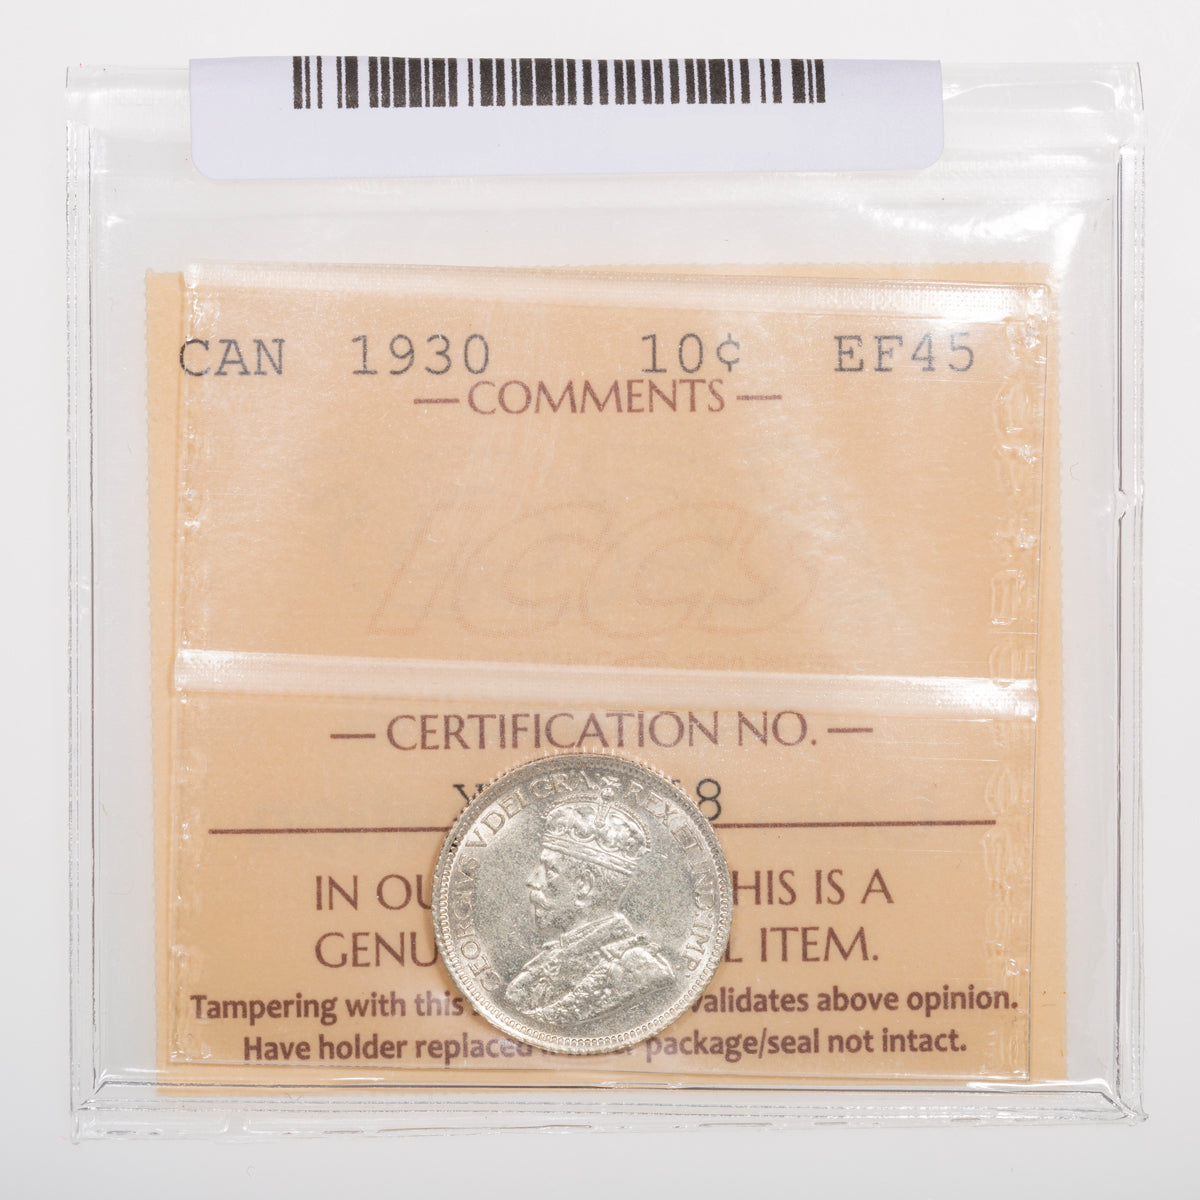 CAN 1930 10¢ EF45
— COMMENTS —
ICCS
— CERTIFICATION NO. —
8
IN OU HIS IS A
GENU L ITEM.
Tampering with this validates above opinion.
Have holder replaced package/seal not intact.
GEORGIVS V DEI GRA: REX ET IND: IMP: